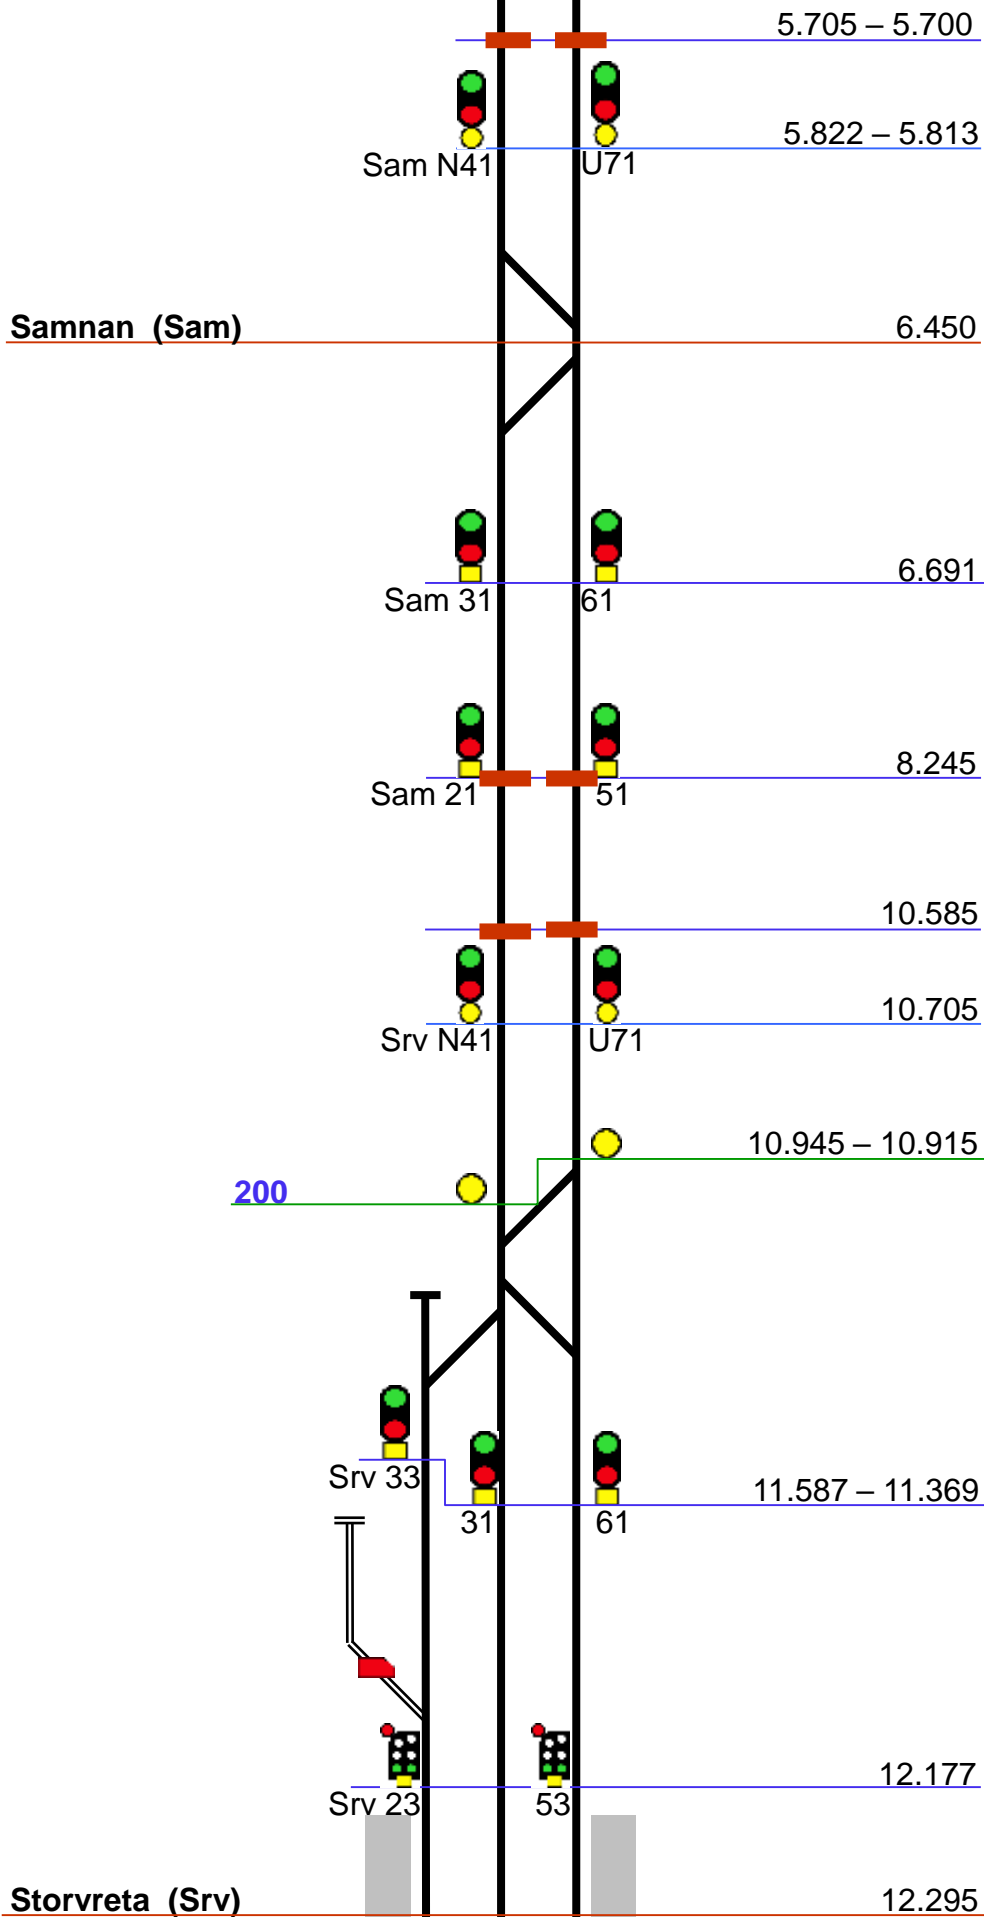 5.705 – 5.700
5.822 – 5.813
Sam N41 U71
Samnan (Sam) 6.450
6.691
Sam 31 61
8.245
Sam 21 51
10.585
10.705
Srv N41 U71
10.945 – 10.915
200
Srv 33
11.587 – 11.369
31 61
12.177
Srv 23 53
Storvreta (Srv) 12.295